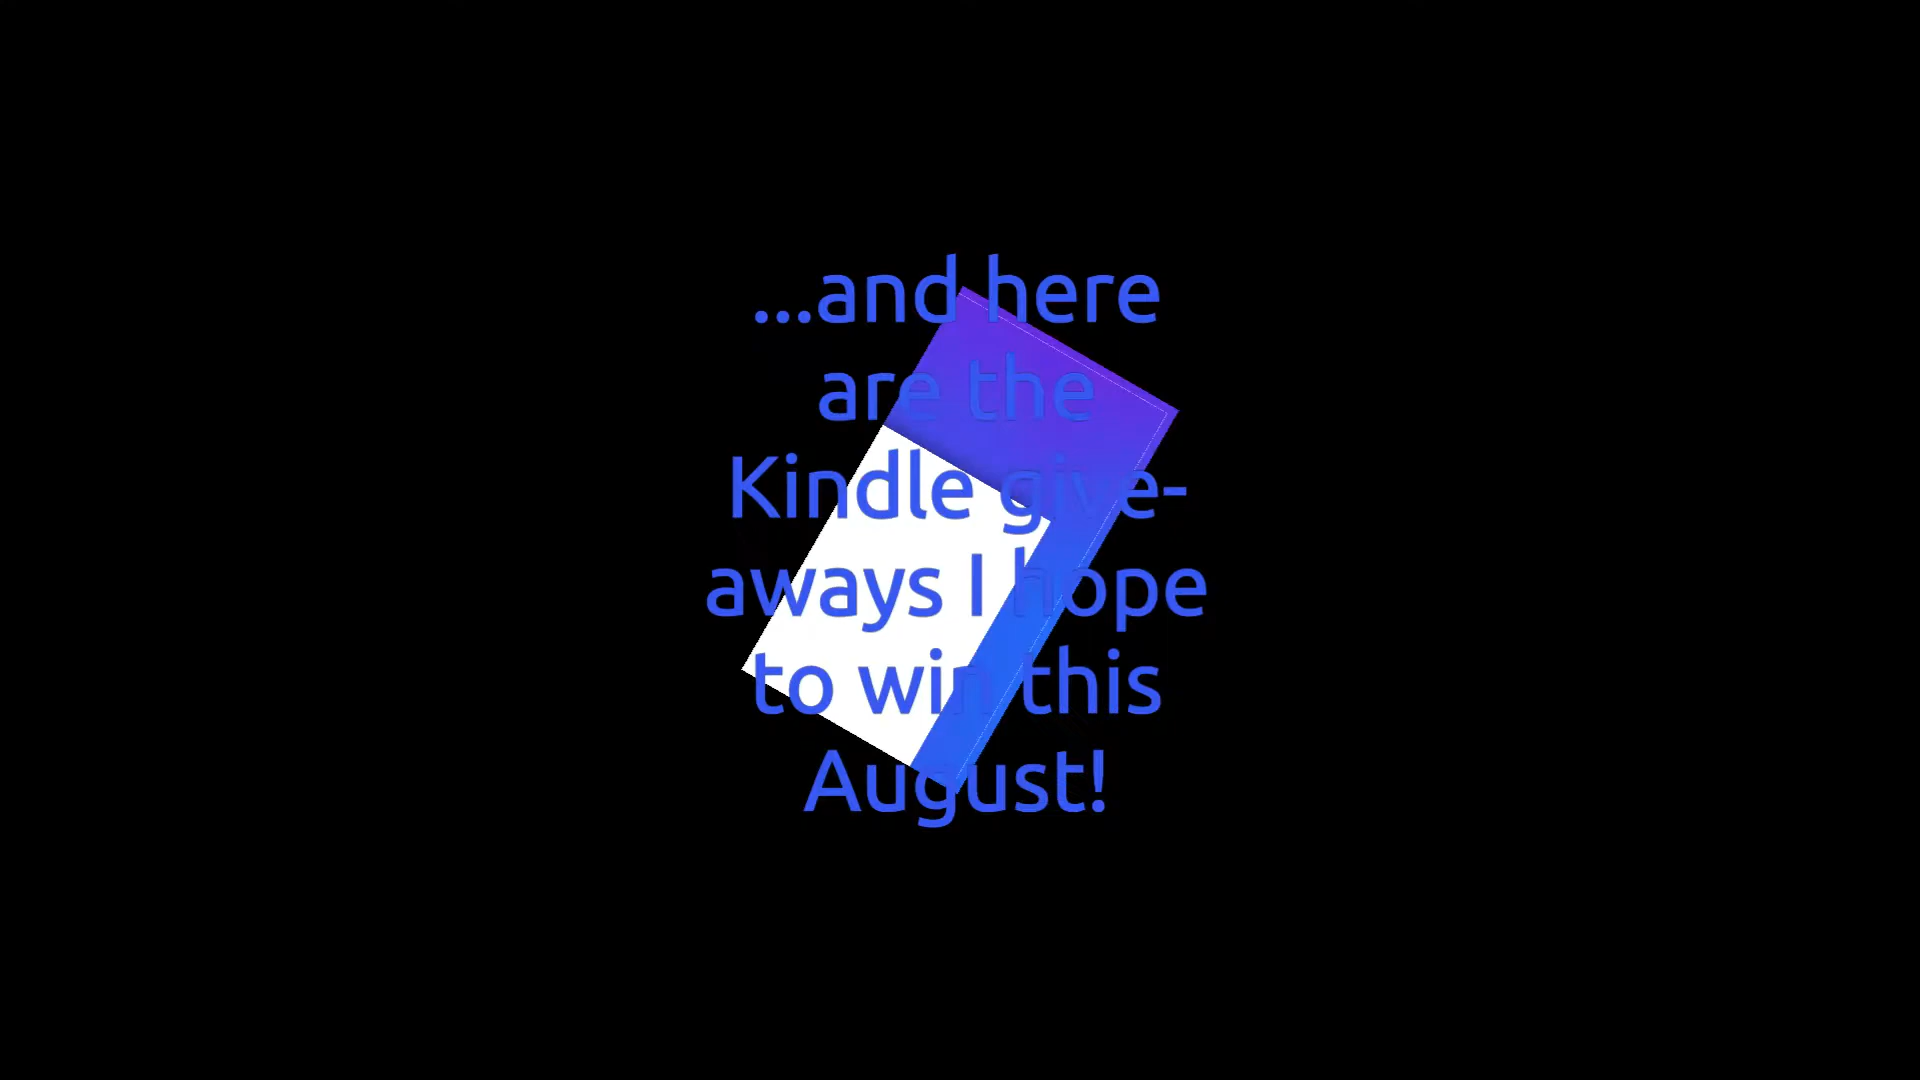 ...and here
are the
Kindle give-
aways I hope
to win this
August!